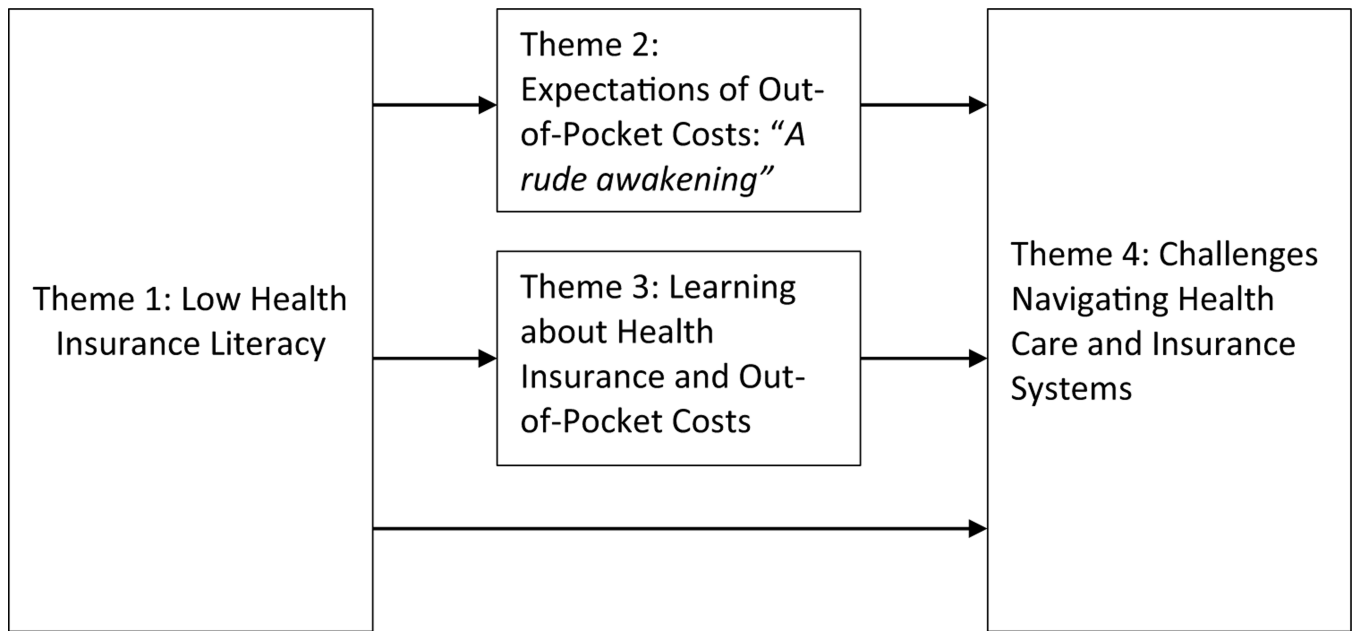 Theme 1: Low Health
Insurance Literacy
Theme 2:
Expectations of Out-
of-Pocket Costs: “A
rude awakening”
Theme 3: Learning
about Health
Insurance and Out-
of-Pocket Costs
Theme 4: Challenges
Navigating Health
Care and Insurance
Systems